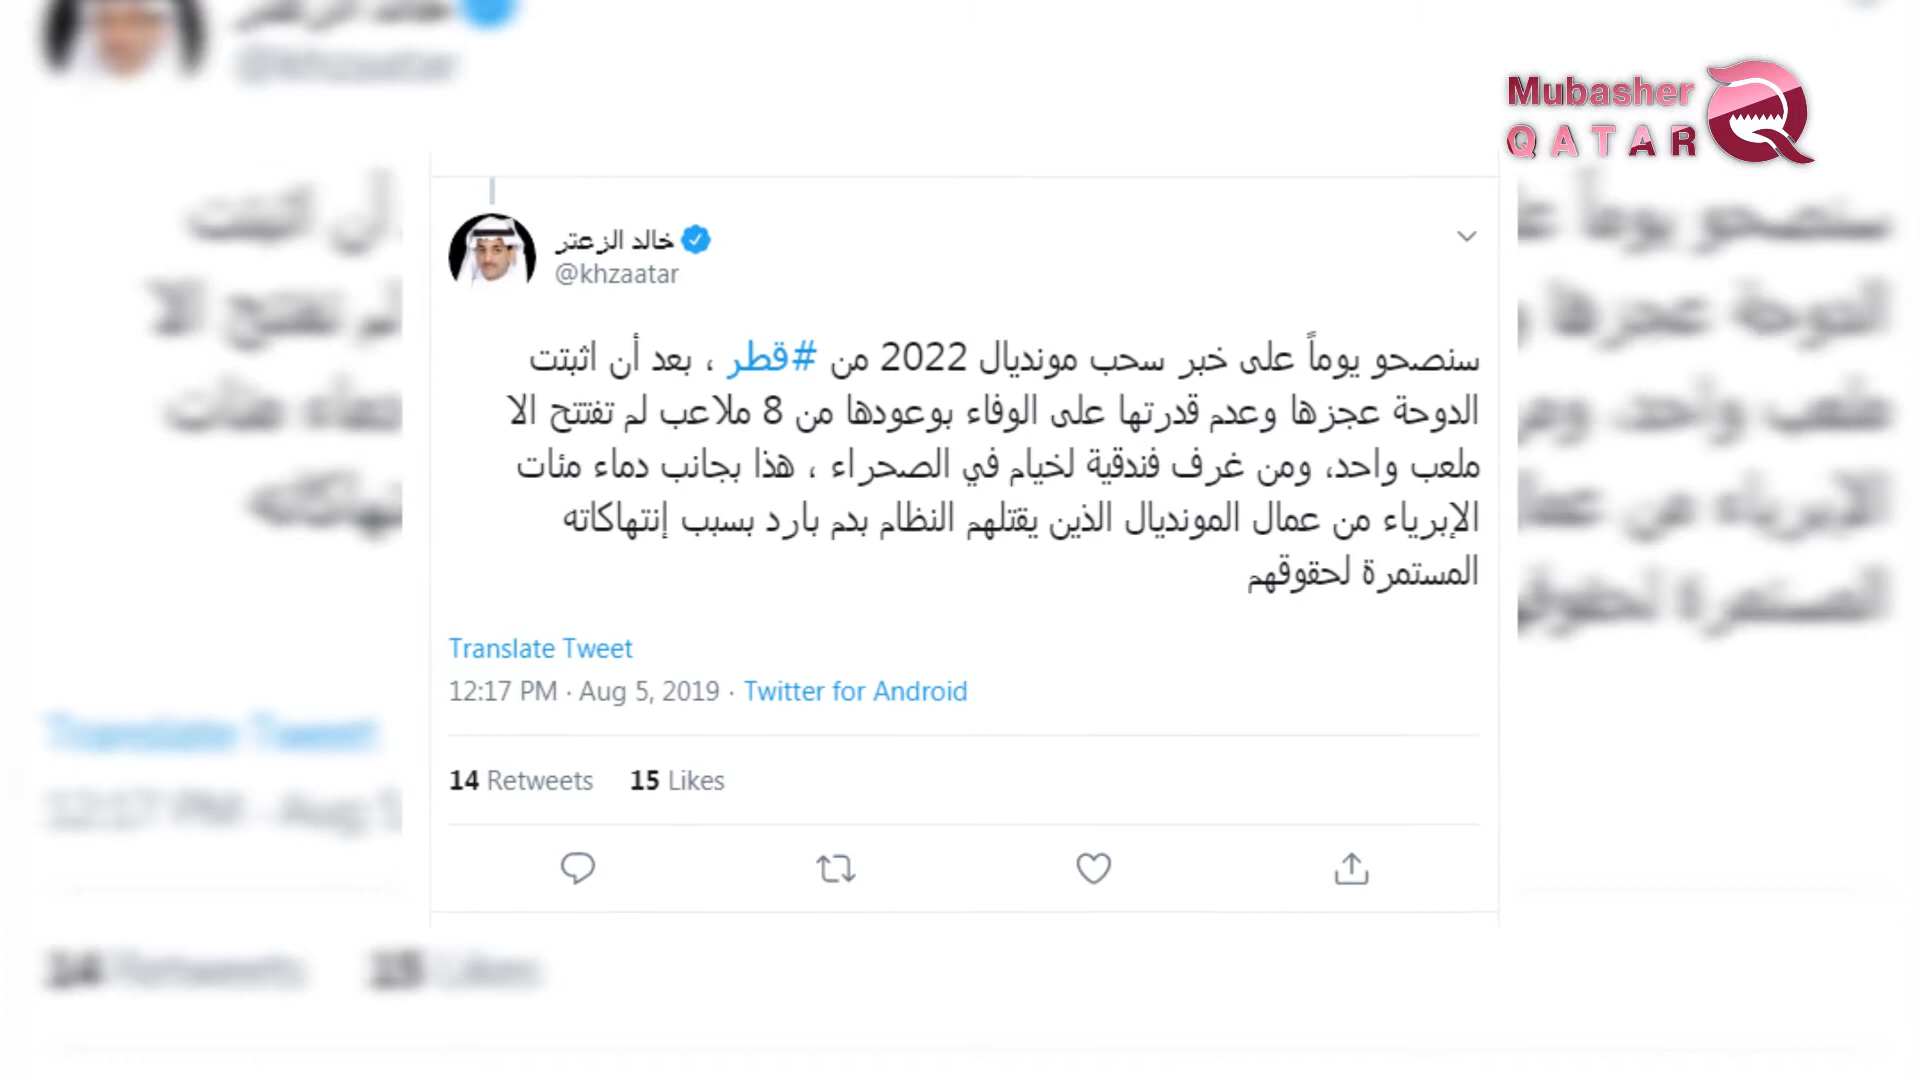 Mubasher
QATAR
خالد الزعتر
@khzaatar
سنصحو يوماً على خبر سحب مونديال 2022 من #قطر ، بعد أن اثبتت
الدوحة عجزها وعدم قدرتها على الوفاء بوعودها من 8 ملاعب لم تفتتح الا
ملعب واحد، ومن غرف فندقية لخيام في الصحراء ، هذا بجانب دماء مئات
الإبرياء من عمال المونديال الذين يقتلهم النظام بدم بارد بسبب إنتهاكاته
المستمرة لحقوقهم
Translate Tweet
12:17 PM · Aug 5, 2019 · Twitter for Android
14 Retweets 15 Likes